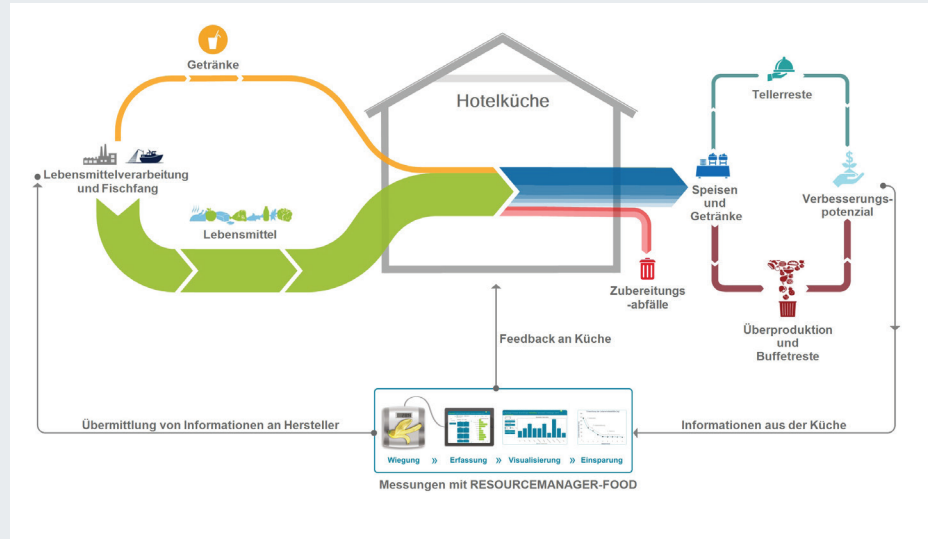 Getränke
Hotelküche
Tellerreste
Lebensmittelverarbeitung
und Fischfang
Lebensmittel
Speisen
und
Getränke
Verbesserungs-
potenzial
Zubereitungs
-abfälle
Überproduktion
und
Buffetreste
Feedback an Küche
Übermittlung von Informationen an Hersteller
Informationen aus der Küche
Wiegung » Erfassung » Visualisierung » Einsparung
Messungen mit RESOURCEMANAGER-FOOD